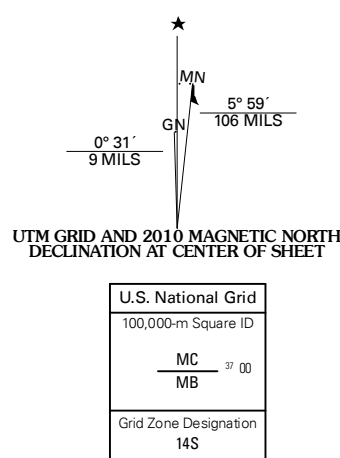 ★
MN
GN
5° 59´
106 MILS
0° 31´
9 MILS
UTM GRID AND 2010 MAGNETIC NORTH
DECLINATION AT CENTER OF SHEET
U.S. National Grid
100,000-m Square ID
MC
37 00
MB
Grid Zone Designation
14S